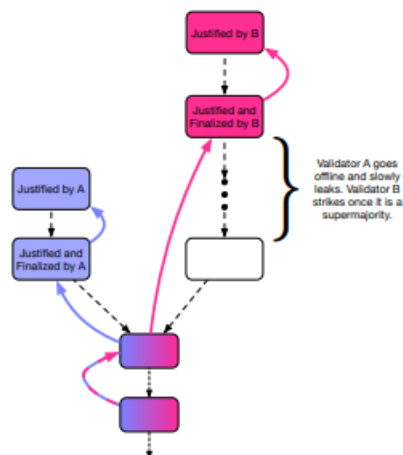 Justified by B
Justified and
Finalized by B
Validator A goes
offline and slowly
leaks. Validator B
strikes once it is a
supermajority.
Justified by A
Justified and
Finalized by A